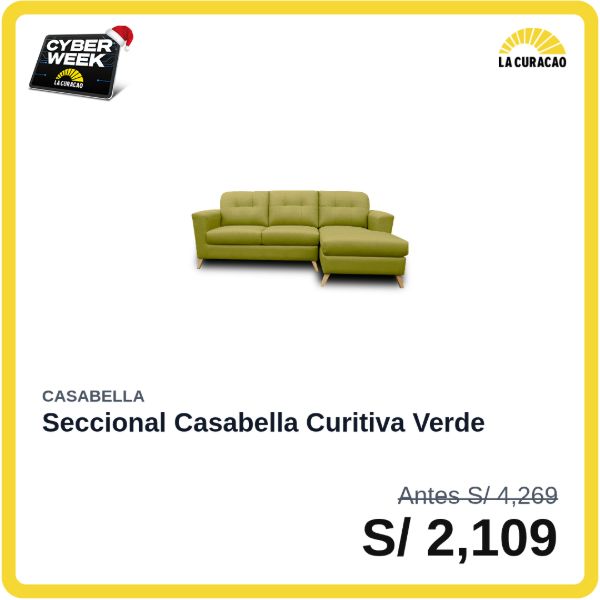 CYBER
WEEK
LA CURACAO
LA CURACAO
CASABELLA
Seccional Casabella Curitiva Verde
Antes S/ 4,269
S/ 2,109